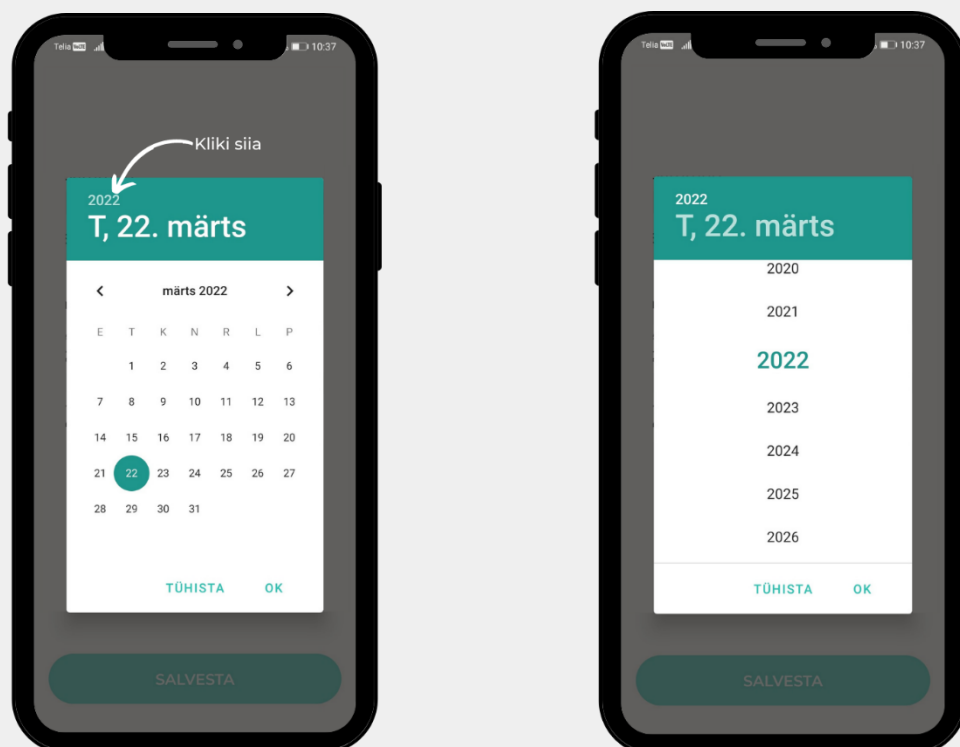 Telia 10:37
Kliki siia
2022
T, 22. märts
märts 2022
E T K N R L P
1 2 3 4 5 6
7 8 9 10 11 12 13
14 15 16 17 18 19 20
21 22 23 24 25 26 27
28 29 30 31
TÜHISTA OK
SALVESTA
Telia 10:37
2022
T, 22. märts
2020
2021
2022
2023
2024
2025
2026
TÜHISTA OK
SALVESTA